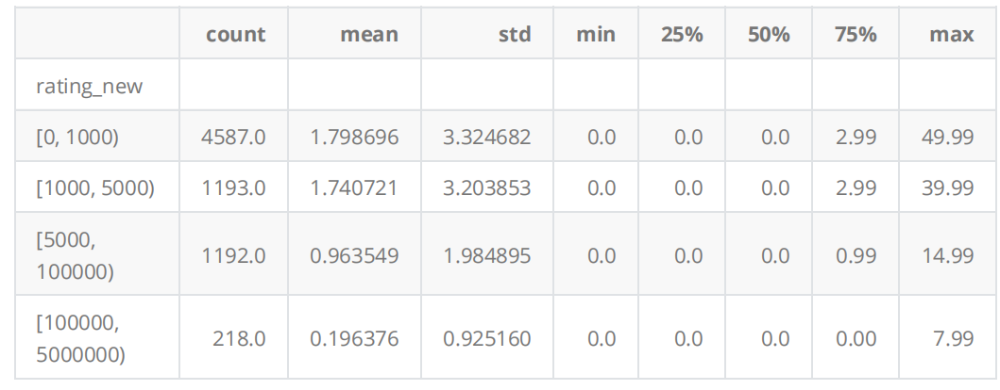 count mean std min 25% 50% 75% max
rating_new
[0, 1000) 4587.0 1.798696 3.324682 0.0 0.0 0.0 2.99 49.99
[1000, 5000) 1193.0 1.740721 3.203853 0.0 0.0 0.0 2.99 39.99
[5000,
100000) 1192.0 0.963549 1.984895 0.0 0.0 0.0 0.99 14.99
[100000,
5000000) 218.0 0.196376 0.925160 0.0 0.0 0.0 0.00 7.99